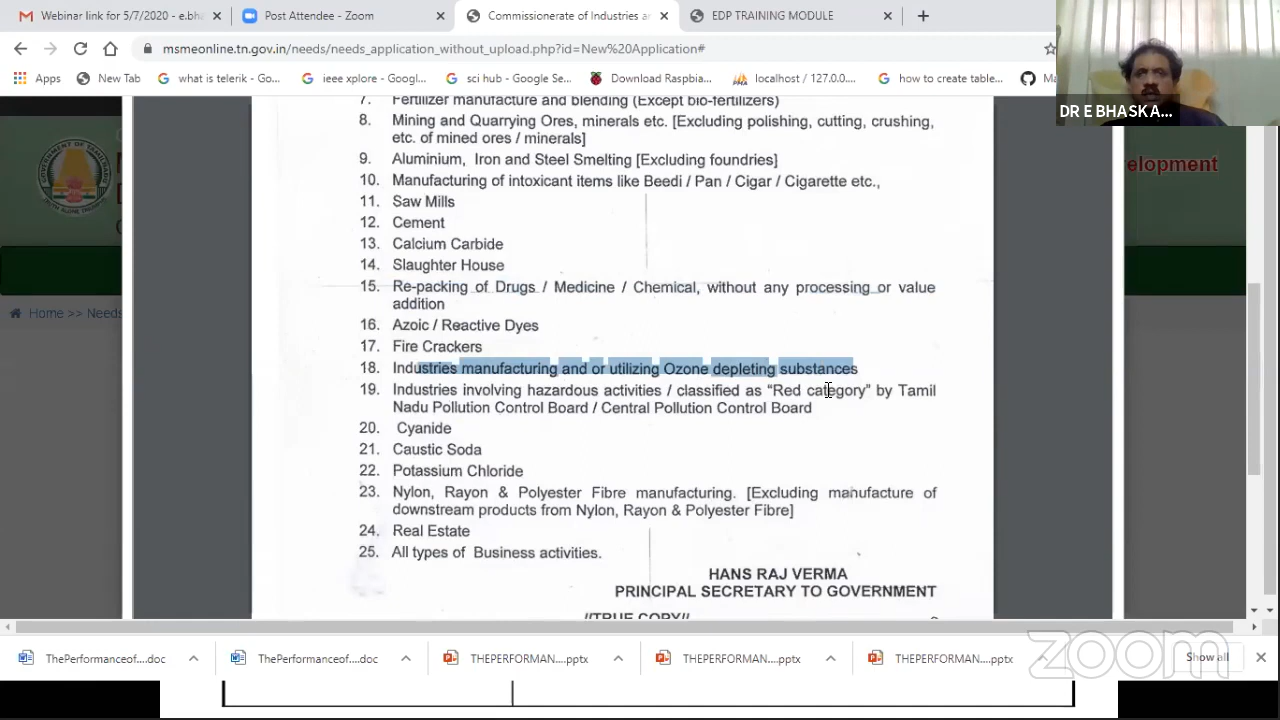 Webinar link for 5/7/2020 - e.bha
Post Attendee - Zoom
Commissionerate of Industries a
EDP TRAINING MODULE
msmeonline.tn.gov.in/needs/needs_application_without_upload.php?id=New%20Application#
Apps
New Tab
what is telerik - Go...
ieee xplore - Googl...
sci hub - Google Se...
Download Raspbia...
localhost / 127.0.0....
how to create table...
DR E BHASKA...
7. Fertilizer manufacture and blending (Except bio-fertilizers)
8. Mining and Quarrying Ores, minerals etc. [Excluding polishing, cutting, crushing,
etc. of mined ores / minerals]
9. Aluminium, Iron and Steel Smelting [Excluding foundries]
10. Manufacturing of intoxicant items like Beedi / Pan / Cigar / Cigarette etc.,
11. Saw Mills
12. Cement
13. Calcium Carbide
14. Slaughter House
15. Re-packing of Drugs / Medicine / Chemical, without any processing or value
addition
16. Azoic / Reactive Dyes
17. Fire Crackers
18. Industries manufacturing and or utilizing Ozone depleting substances
19. Industries involving hazardous activities / classified as "Red category" by Tamil
Nadu Pollution Control Board / Central Pollution Control Board
20. Cyanide
21. Caustic Soda
22. Potassium Chloride
23. Nylon, Rayon & Polyester Fibre manufacturing. [Excluding manufacture of
downstream products from Nylon, Rayon & Polyester Fibre]
24. Real Estate
25. All types of Business activities.
HANS RAJ VERMA
PRINCIPAL SECRETARY TO GOVERNMENT
//TRUE COPY//
Home >> Needs
ThePerformanceof....doc
ThePerformanceof....doc
THEPERFORMAN....pptx
THEPERFORMAN....pptx
THEPERFORMAN....pptx
Show all
zoom